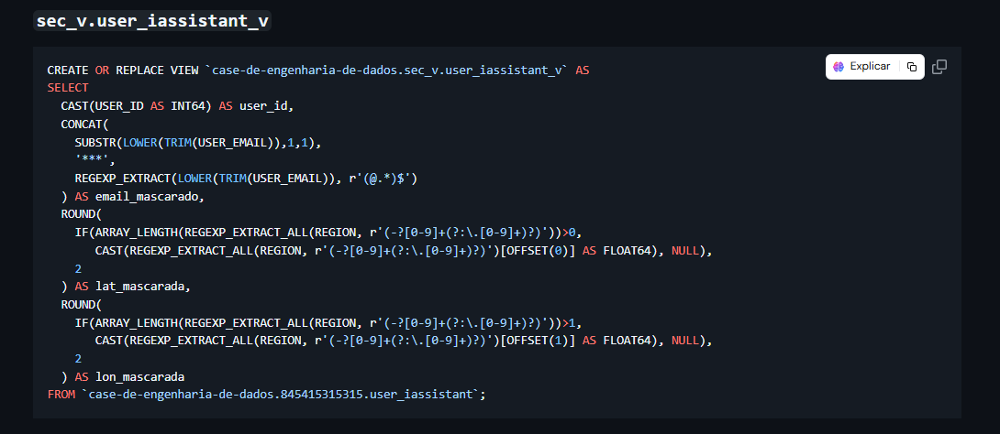 sec_v.user_iassistant_v
Explicar
CREATE OR REPLACE VIEW `case-de-engenharia-de-dados.sec_v.user_iassistant_v` AS
SELECT
  CAST(USER_ID AS INT64) AS user_id,
  CONCAT(
    SUBSTR(LOWER(TRIM(USER_EMAIL)),1,1),
    '***',
    REGEXP_EXTRACT(LOWER(TRIM(USER_EMAIL)), r'(@.*)$')
  ) AS email_mascarado,
  ROUND(
    IF(ARRAY_LENGTH(REGEXP_EXTRACT_ALL(REGION, r'(-?[0-9]+(?:\.[0-9]+)?)'))>0,
       CAST(REGEXP_EXTRACT_ALL(REGION, r'(-?[0-9]+(?:\.[0-9]+)?)')[OFFSET(0)] AS FLOAT64), NULL),
    2
  ) AS lat_mascarada,
  ROUND(
    IF(ARRAY_LENGTH(REGEXP_EXTRACT_ALL(REGION, r'(-?[0-9]+(?:\.[0-9]+)?)'))>1,
       CAST(REGEXP_EXTRACT_ALL(REGION, r'(-?[0-9]+(?:\.[0-9]+)?)')[OFFSET(1)] AS FLOAT64), NULL),
    2
  ) AS lon_mascarada
FROM `case-de-engenharia-de-dados.845415315315.user_iassistant`;